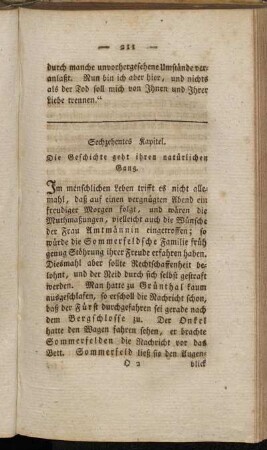 — 211 —
durch manche unvorhergesehene Umstände ver-
anlaßt. Nun bin ich aber hier, und nichts
als der Tod soll mich von Ihnen und Ihrer
Liebe trennen."
Sechzehentes Kapitel.
Die Geschichte geht ihren natürlichen
Gang.
Im menschlichen Leben trifft es nicht alle-
mahl, daß auf einen vergnügten Abend ein
freudiger Morgen folgt, und wären die
Muthmaßungen, vielleicht auch die Wünsche
der Frau Amtmännin eingetroffen; so
würde die Sommerfeldsche Familie früh
genug Stöhrung ihrer Freude erfahren haben.
Diesmahl aber sollte Rechtschaffenheit be-
lohnt, und der Neid durch sich selbst gestraft
werden. Man hatte zu Grünthal kaum
ausgeschlafen, so erscholl die Nachricht schon,
daß der Fürst durchgefahren sei gerade nach
dem Bergschlosse zu. Der Onkel
hatte den Wagen fahren sehen, er brachte
Sommerfelden die Nachricht vor das
Bett. Sommerfeld ließ sis den Augen-
O 2 blick